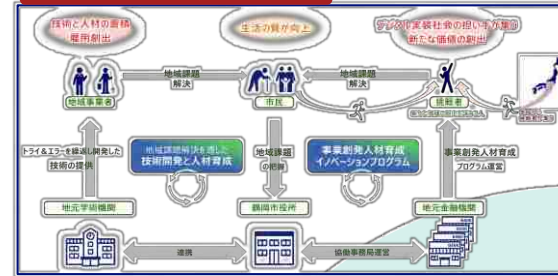 技術と人材の蓄積
雇用創出
生活の質が向上
デジタル実装社会の担い手が集い
新たな価値の創出
地域課題
解決
地域課題
解決
地域事業者
市民
挑戦者
トライ&エラーを繰返し開発した
技術の提供
地域課題解決を通じた
技術開発と人材育成
地域課題
の把握
事業創発人材育成
イノベーションプログラム
事業創発人材育成
プログラム運営
地元学術機関
鶴岡市役所
地元金融機関
連携
協働事務局運営